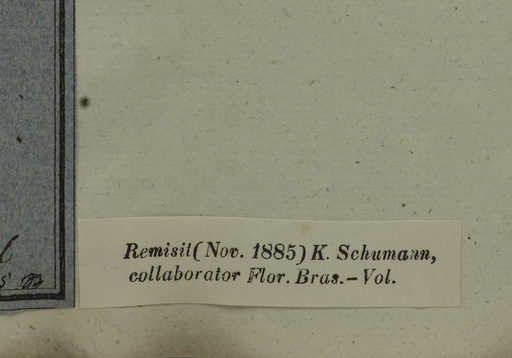 Remisit (Nov. 1885) K. Schumann,
collaborator Flor. Bras. – Vol.